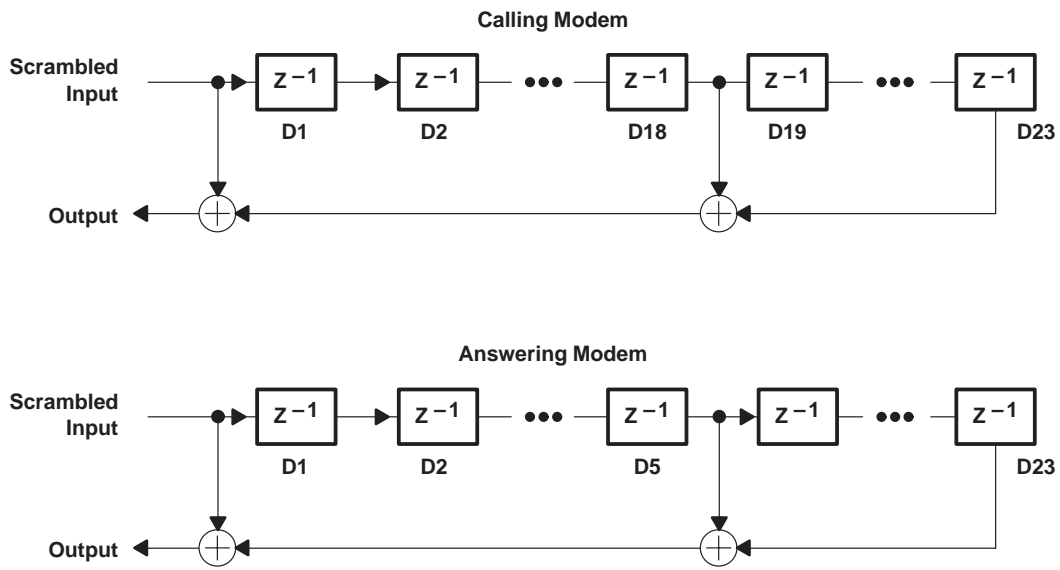 Calling Modem
Scrambled
Input
z−1
z−1
•••
z−1
z−1
•••
z−1
D1
D2
D18
D19
D23
Output
Answering Modem
Scrambled
Input
z−1
z−1
•••
z−1
z−1
•••
z−1
D1
D2
D5
D23
Output